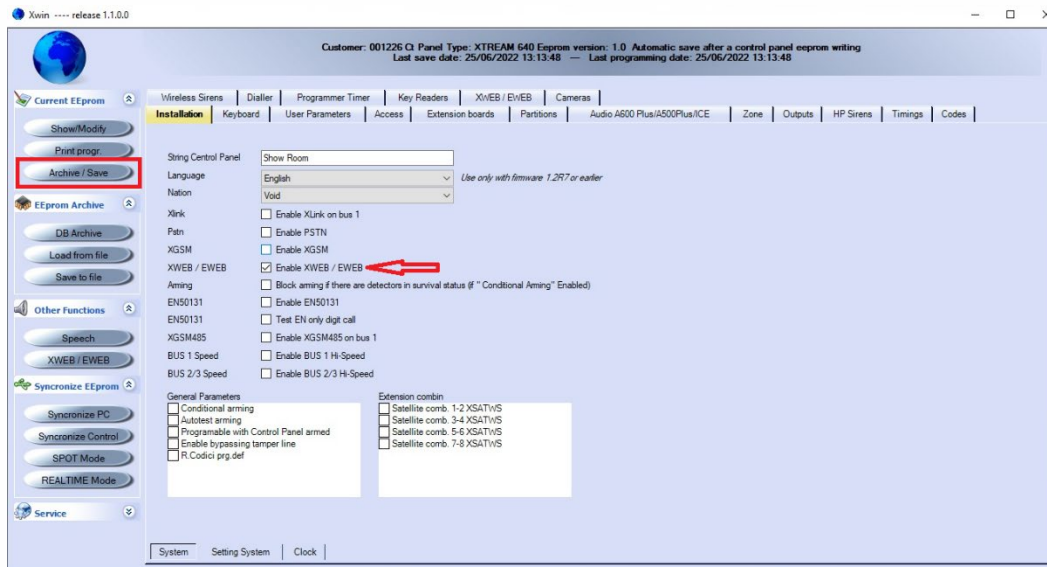 Xwin ---- release 1.1.0.0
Customer: 001226 Ct Panel Type: XTREAM 640 Eeprom version: 1.0 Automatic save after a control panel eeprom writing
Last save date: 25/06/2022 13:13:48 — Last programming date: 25/06/2022 13:13:48
Current EEprom
Show/Modify
Print progr.
Archive / Save
EEprom Archive
DB Archive
Load from file
Save to file
Other Functions
Speech
XWEB / EWEB
Syncronize EEprom
Syncronize PC
Syncronize Control
SPOT Mode
REALTIME Mode
Service
Wireless Sirens Dialler Programmer Timer Key Readers XWEB / EWEB Cameras
Installation Keyboard User Parameters Access Extension boards Partitions Audio A600 Plus/A500Plus/ICE Zone Outputs HP Sirens Timings Codes
String Control Panel Show Room
Language English Use only with firmware 1.2R7 or earlier
Nation Void
Xlink Enable XLink on bus 1
Pstn Enable PSTN
XGSM Enable XGSM
XWEB / EWEB Enable XWEB / EWEB
Arming Block arming if there are detectors in survival status (if " Conditional Arming" Enabled)
EN50131 Enable EN50131
EN50131 Test EN only digit call
XGSM485 Enable XGSM485 on bus 1
BUS 1 Speed Enable BUS 1 Hi-Speed
BUS 2/3 Speed Enable BUS 2/3 Hi-Speed
General Parameters
Conditional arming
Autotest arming
Programable with Control Panel armed
Enable bypassing tamper line
R.Codici prg.def
Extension combin
Satellite comb. 1-2 XSATWS
Satellite comb. 3-4 XSATWS
Satellite comb. 5-6 XSATWS
Satellite comb. 7-8 XSATWS
System Setting System Clock